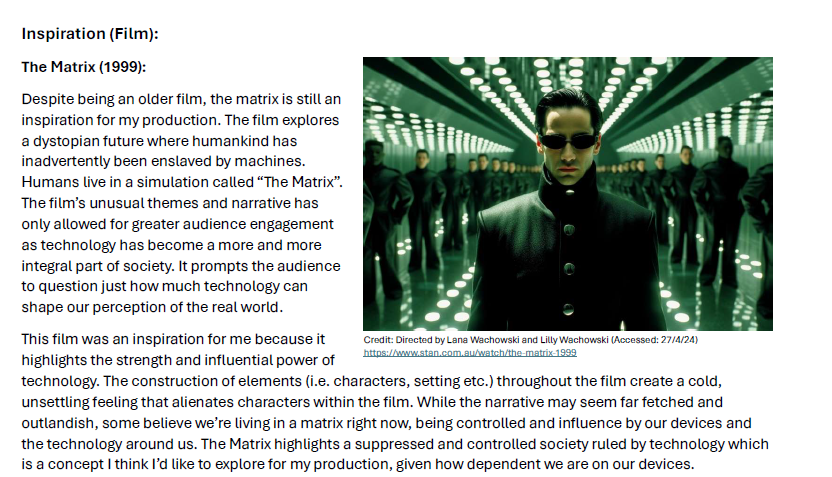 Inspiration (Film):
The Matrix (1999):
Despite being an older film, the matrix is still an
inspiration for my production. The film explores
a dystopian future where humankind has
inadvertently been enslaved by machines.
Humans live in a simulation called “The Matrix”.
The film’s unusual themes and narrative has
only allowed for greater audience engagement
as technology has become a more and more
integral part of society. It prompts the audience
to question just how much technology can
shape our perception of the real world.
Credit: Directed by Lana Wachowski and Lilly Wachowski (Accessed: 27/4/24)
https://www.stan.com.au/watch/the-matrix-1999
This film was an inspiration for me because it
highlights the strength and influential power of
technology. The construction of elements (i.e. characters, setting etc.) throughout the film create a cold,
unsettling feeling that alienates characters within the film. While the narrative may seem far fetched and
outlandish, some believe we’re living in a matrix right now, being controlled and influence by our devices and
the technology around us. The Matrix highlights a suppressed and controlled society ruled by technology which
is a concept I think I’d like to explore for my production, given how dependent we are on our devices.